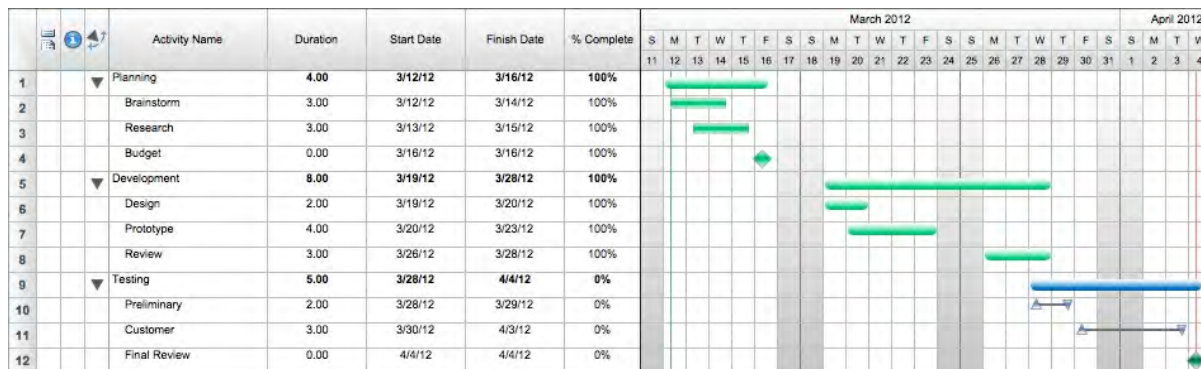 March 2012 April 2012
Activity Name Duration Start Date Finish Date % Complete S M T W T F S S M T W T F S S M T W T F S S M T W
11 12 13 14 15 16 17 18 19 20 21 22 23 24 25 26 27 28 29 30 31 1 2 3 4
1 Planning 4.00 3/12/12 3/16/12 100%
2 Brainstorm 3.00 3/12/12 3/14/12 100%
3 Research 3.00 3/13/12 3/15/12 100%
4 Budget 0.00 3/16/12 3/16/12 100%
5 Development 8.00 3/19/12 3/28/12 100%
6 Design 2.00 3/19/12 3/20/12 100%
7 Prototype 4.00 3/20/12 3/23/12 100%
8 Review 3.00 3/26/12 3/28/12 100%
9 Testing 5.00 3/28/12 4/4/12 0%
10 Preliminary 2.00 3/28/12 3/29/12 0%
11 Customer 3.00 3/30/12 4/3/12 0%
12 Final Review 0.00 4/4/12 4/4/12 0%